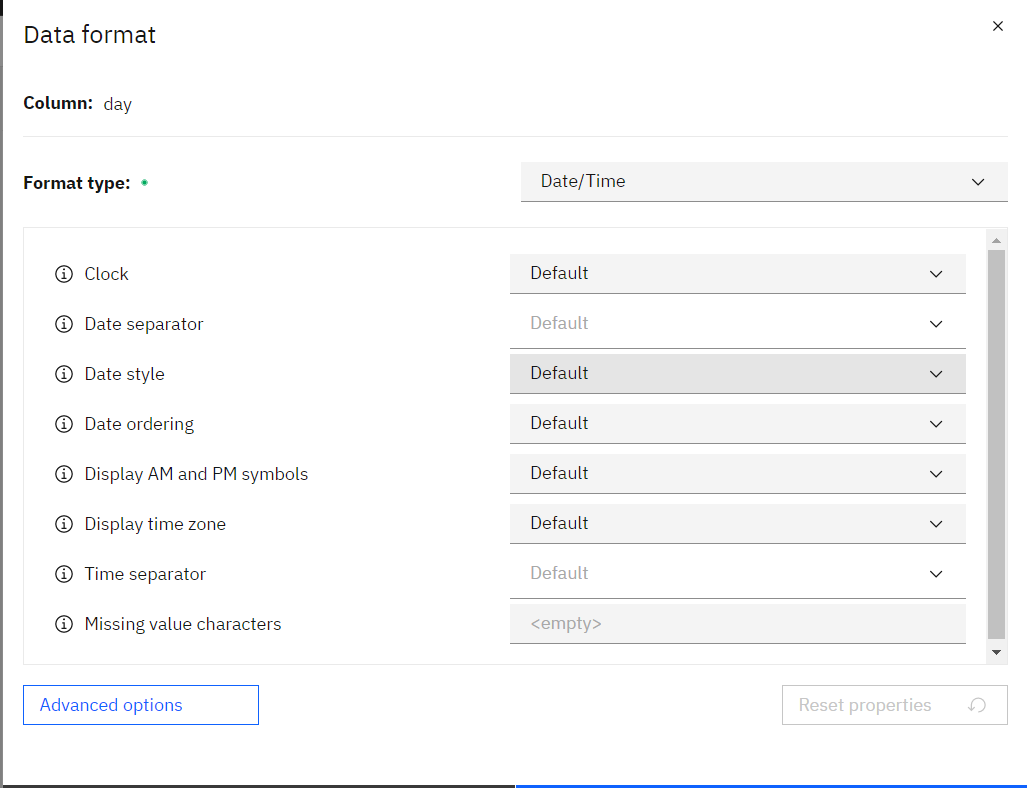 Data format
Column: day
Format type: Date/Time
Clock Default
Date separator Default
Date style Default
Date ordering Default
Display AM and PM symbols Default
Display time zone Default
Time separator Default
Missing value characters <empty>
Advanced options Reset properties